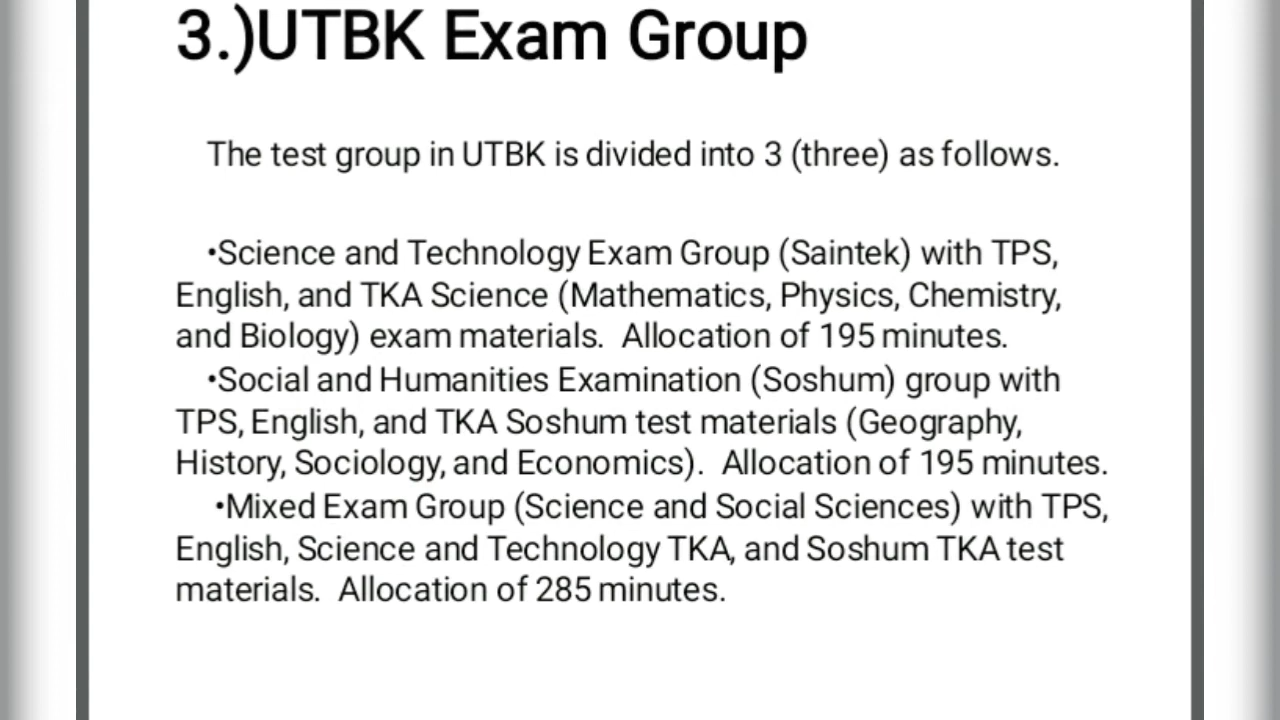 3.)UTBK Exam Group
The test group in UTBK is divided into 3 (three) as follows.
•Science and Technology Exam Group (Saintek) with TPS,
English, and TKA Science (Mathematics, Physics, Chemistry,
and Biology) exam materials.  Allocation of 195 minutes.
•Social and Humanities Examination (Soshum) group with
TPS, English, and TKA Soshum test materials (Geography,
History, Sociology, and Economics).  Allocation of 195 minutes.
•Mixed Exam Group (Science and Social Sciences) with TPS,
English, Science and Technology TKA, and Soshum TKA test
materials.  Allocation of 285 minutes.